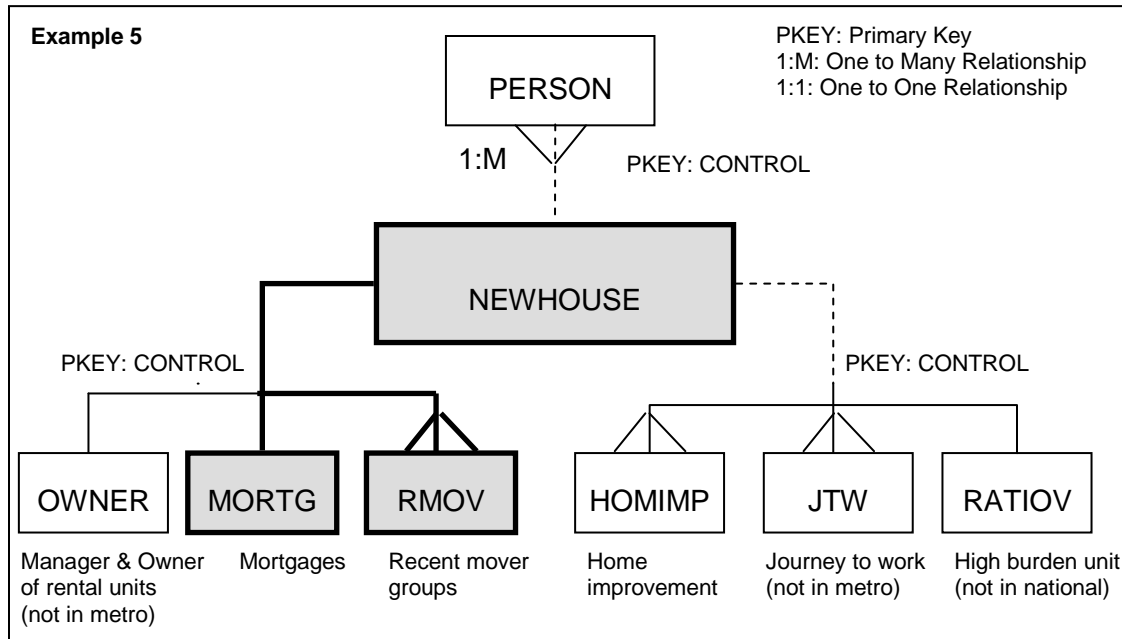 Example 5
PKEY: Primary Key
1:M: One to Many Relationship
1:1: One to One Relationship
PERSON
1:M
PKEY: CONTROL
NEWHOUSE
PKEY: CONTROL
PKEY: CONTROL
OWNER
MORTG
RMOV
HOMIMP
JTW
RATIOV
Manager & Owner
of rental units
(not in metro)
Mortgages
Recent mover
groups
Home
improvement
Journey to work
(not in metro)
High burden unit
(not in national)